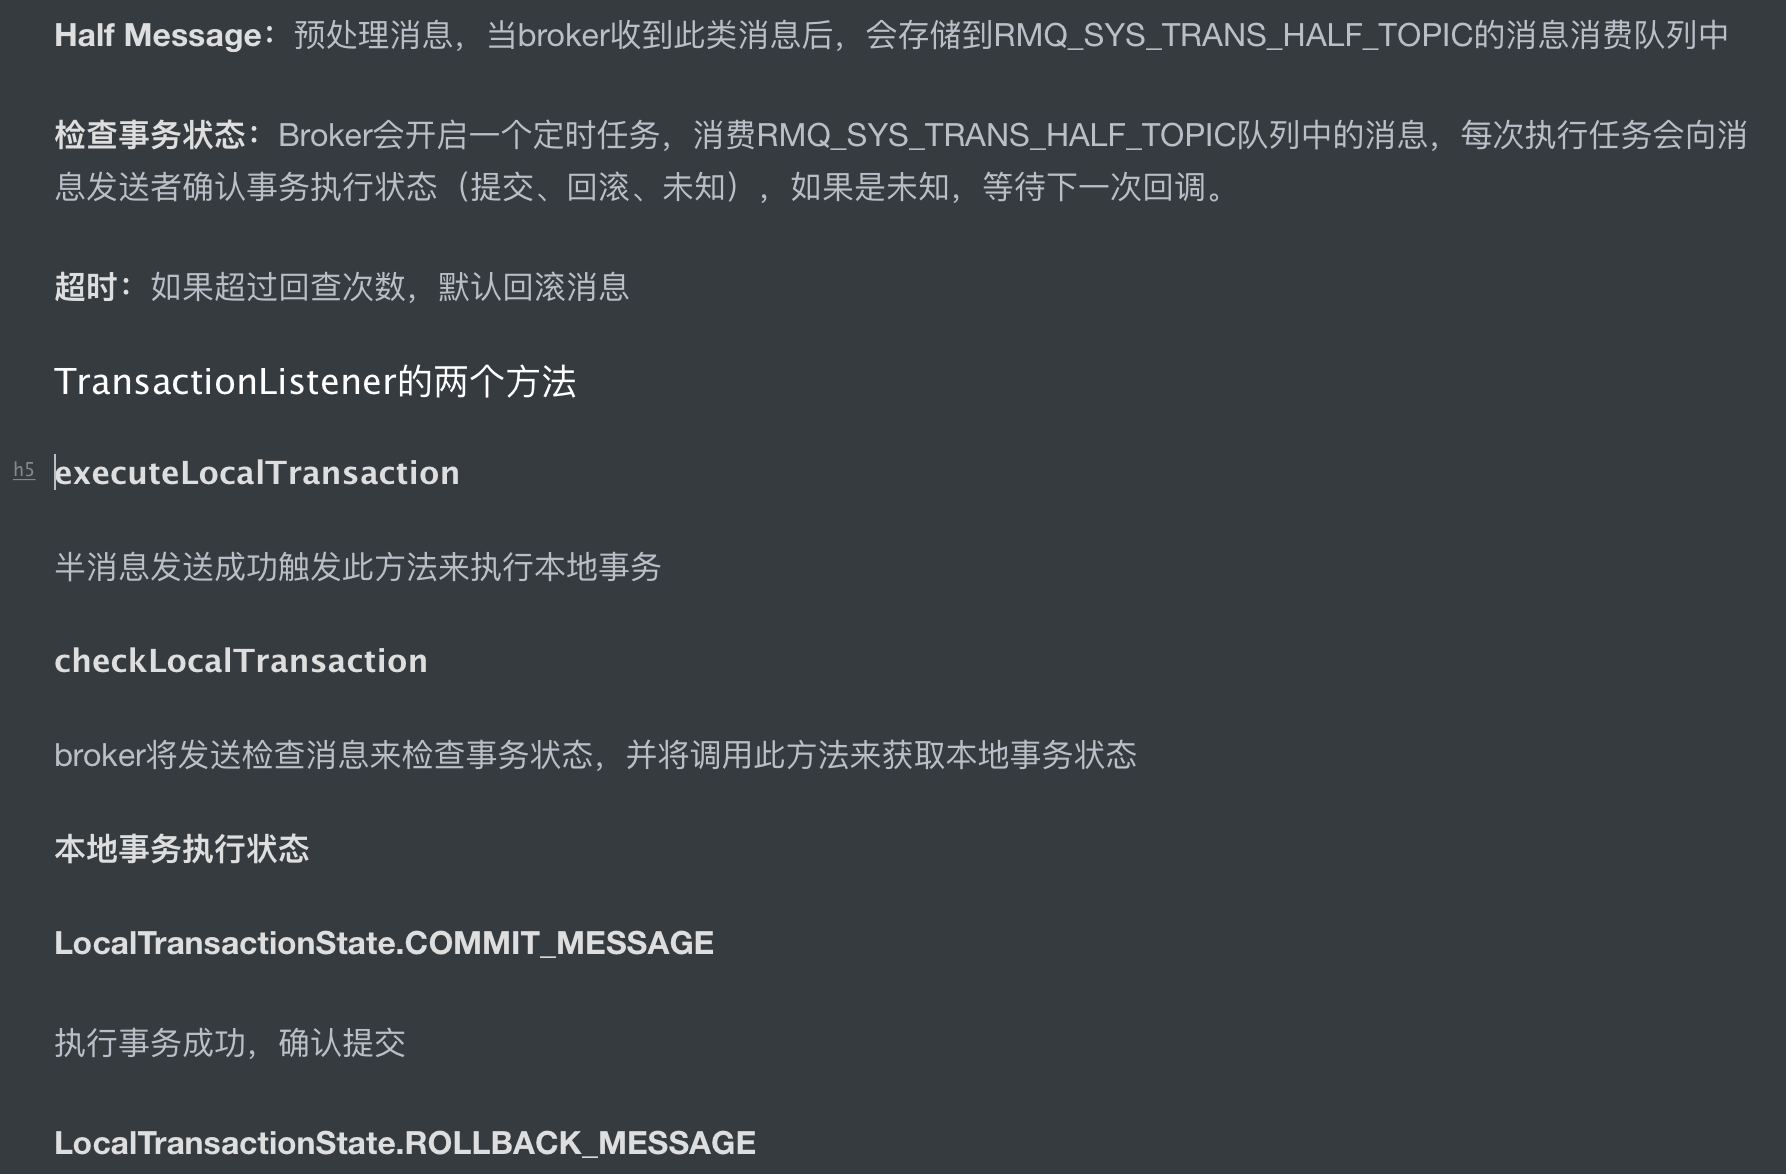 Half Message：预处理消息，当broker收到此类消息后，会存储到RMQ_SYS_TRANS_HALF_TOPIC的消息消费队列中
检查事务状态：Broker会开启一个定时任务，消费RMQ_SYS_TRANS_HALF_TOPIC队列中的消息，每次执行任务会向消
息发送者确认事务执行状态（提交、回滚、未知），如果是未知，等待下一次回调。
超时：如果超过回查次数，默认回滚消息
TransactionListener的两个方法
h5 executeLocalTransaction
半消息发送成功触发此方法来执行本地事务
checkLocalTransaction
broker将发送检查消息来检查事务状态，并将调用此方法来获取本地事务状态
本地事务执行状态
LocalTransactionState.COMMIT_MESSAGE
执行事务成功，确认提交
LocalTransactionState.ROLLBACK_MESSAGE